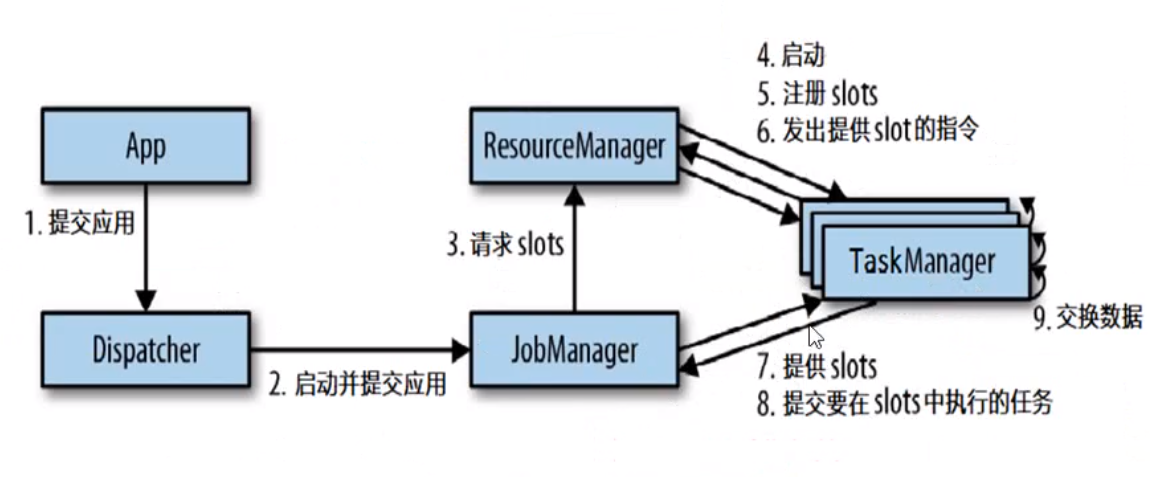 4. 启动
5. 注册 slots
6. 发出提供 slot 的指令
App
ResourceManager
1. 提交应用
3. 请求 slots
TaskManager
9. 交换数据
Dispatcher
JobManager
2. 启动并提交应用
7. 提供 slots
8. 提交要在 slots 中执行的任务